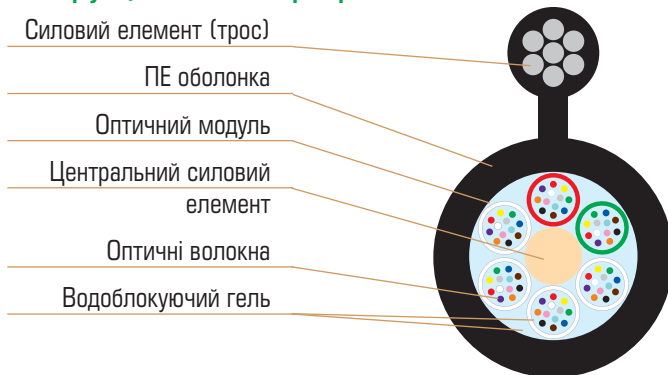 Силовий елемент (трос)
ПЕ оболонка
Оптичний модуль
Центральний силовий
елемент
Оптичні волокна
Водоблокуючий гель